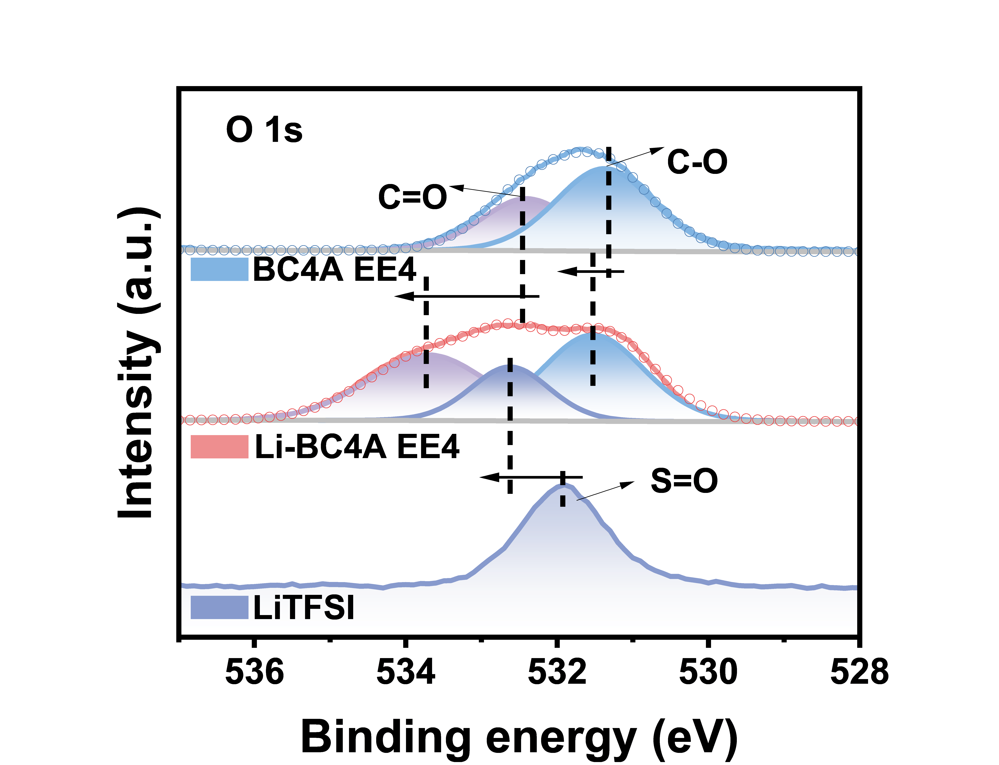 O 1s
C-O
C=O
BC4A EE4
Li-BC4A EE4
S=O
LiTFSI
Intensity (a.u.)
536 534 532 530 528
Binding energy (eV)